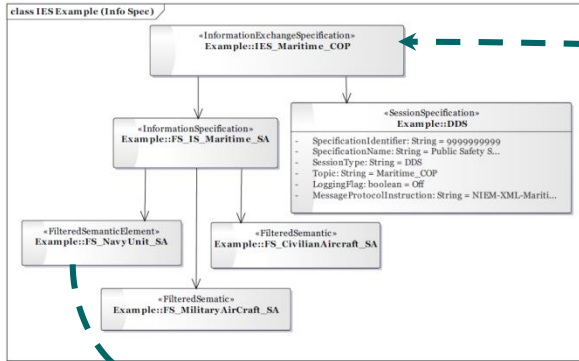 class IES Example (Info Spec)
«InformationExchangeSpecification»
Example::IES_Maritime_COP
«InformationSpecification»
Example::FS_IS_Maritime_SA
«SessionSpecification»
Example::DDS
- SpecificationIdentifier: String = 9999999999
- SpecificationName: String = Public Safety S...
- SessionType: String = DDS
- Topic: String = Maritime_COP
- LoggingFlag: boolean = Off
- MessageProtocolInstruction: String = NIEM-XML-Mariti...
«FilteredSemanticElement»
Example::FS_NavyUnit_SA
«FilteredSemantic»
Example::FS_CivilianAircraft_SA
«FilteredSematic»
Example::FS_MilitaryAirCraft_SA